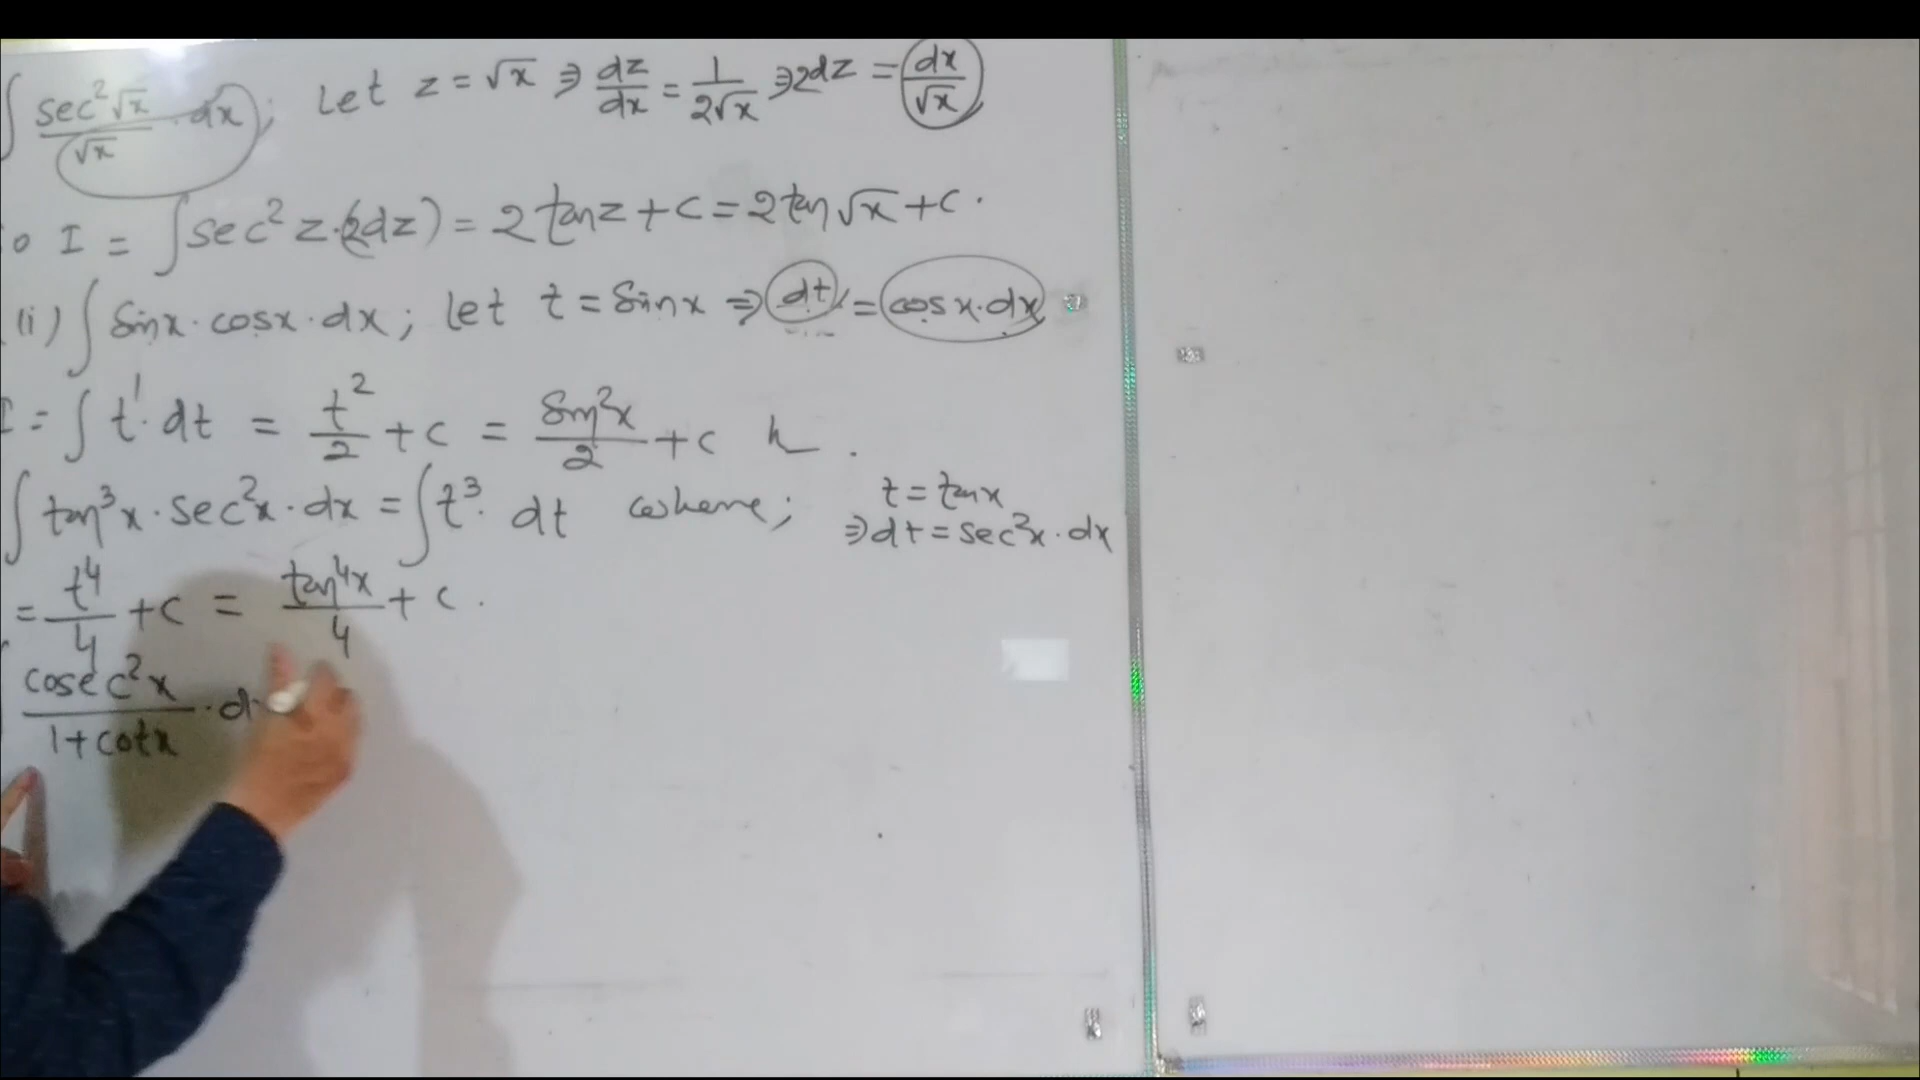 ∫ sec²√x/√x · dx ; Let z = √x ⇒ dz/dx = 1/2√x ⇒ 2dz = dx/√x
o I = ∫ sec² z·(2dz) = 2 tan z + c = 2 tan √x + c .
(ii) ∫ sin x · cos x · dx ; let t = sin x ⇒ dt = cos x · dx
I = ∫ t¹ · dt = t²/2 + c = sin²x/2 + c
∫ tan³x · sec²x · dx = ∫ t³ · dt where ; t = tan x
⇒ dt = sec²x · dx
= t⁴/4 + c = tan⁴x/4 + c .
cosec²x/1+cotx · d